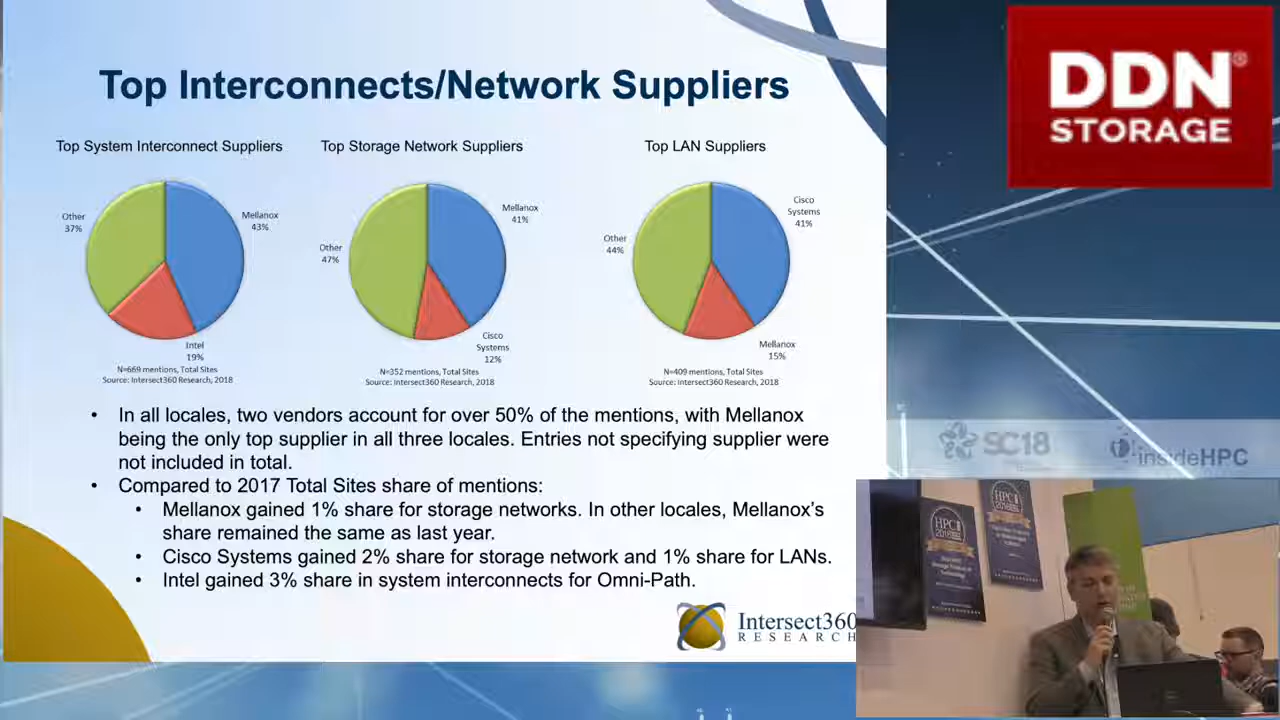 Top Interconnects/Network Suppliers
Top System Interconnect Suppliers
Other
37%
Mellanox
43%
Intel
19%
N=669 mentions, Total Sites
Source: Intersect360 Research, 2018
Top Storage Network Suppliers
Other
47%
Mellanox
41%
Cisco
Systems
12%
N=352 mentions, Total Sites
Source: Intersect360 Research, 2018
Top LAN Suppliers
Other
44%
Cisco
Systems
41%
Mellanox
15%
N=409 mentions, Total Sites
Source: Intersect360 Research, 2018
• In all locales, two vendors account for over 50% of the mentions, with Mellanox
being the only top supplier in all three locales. Entries not specifying supplier were
not included in total.
• Compared to 2017 Total Sites share of mentions:
• Mellanox gained 1% share for storage networks. In other locales, Mellanox's
share remained the same as last year.
• Cisco Systems gained 2% share for storage network and 1% share for LANs.
• Intel gained 3% share in system interconnects for Omni-Path.
Intersect360
RESEARCH
DDN®
STORAGE
SC18
insideHPC
HPC
HPC